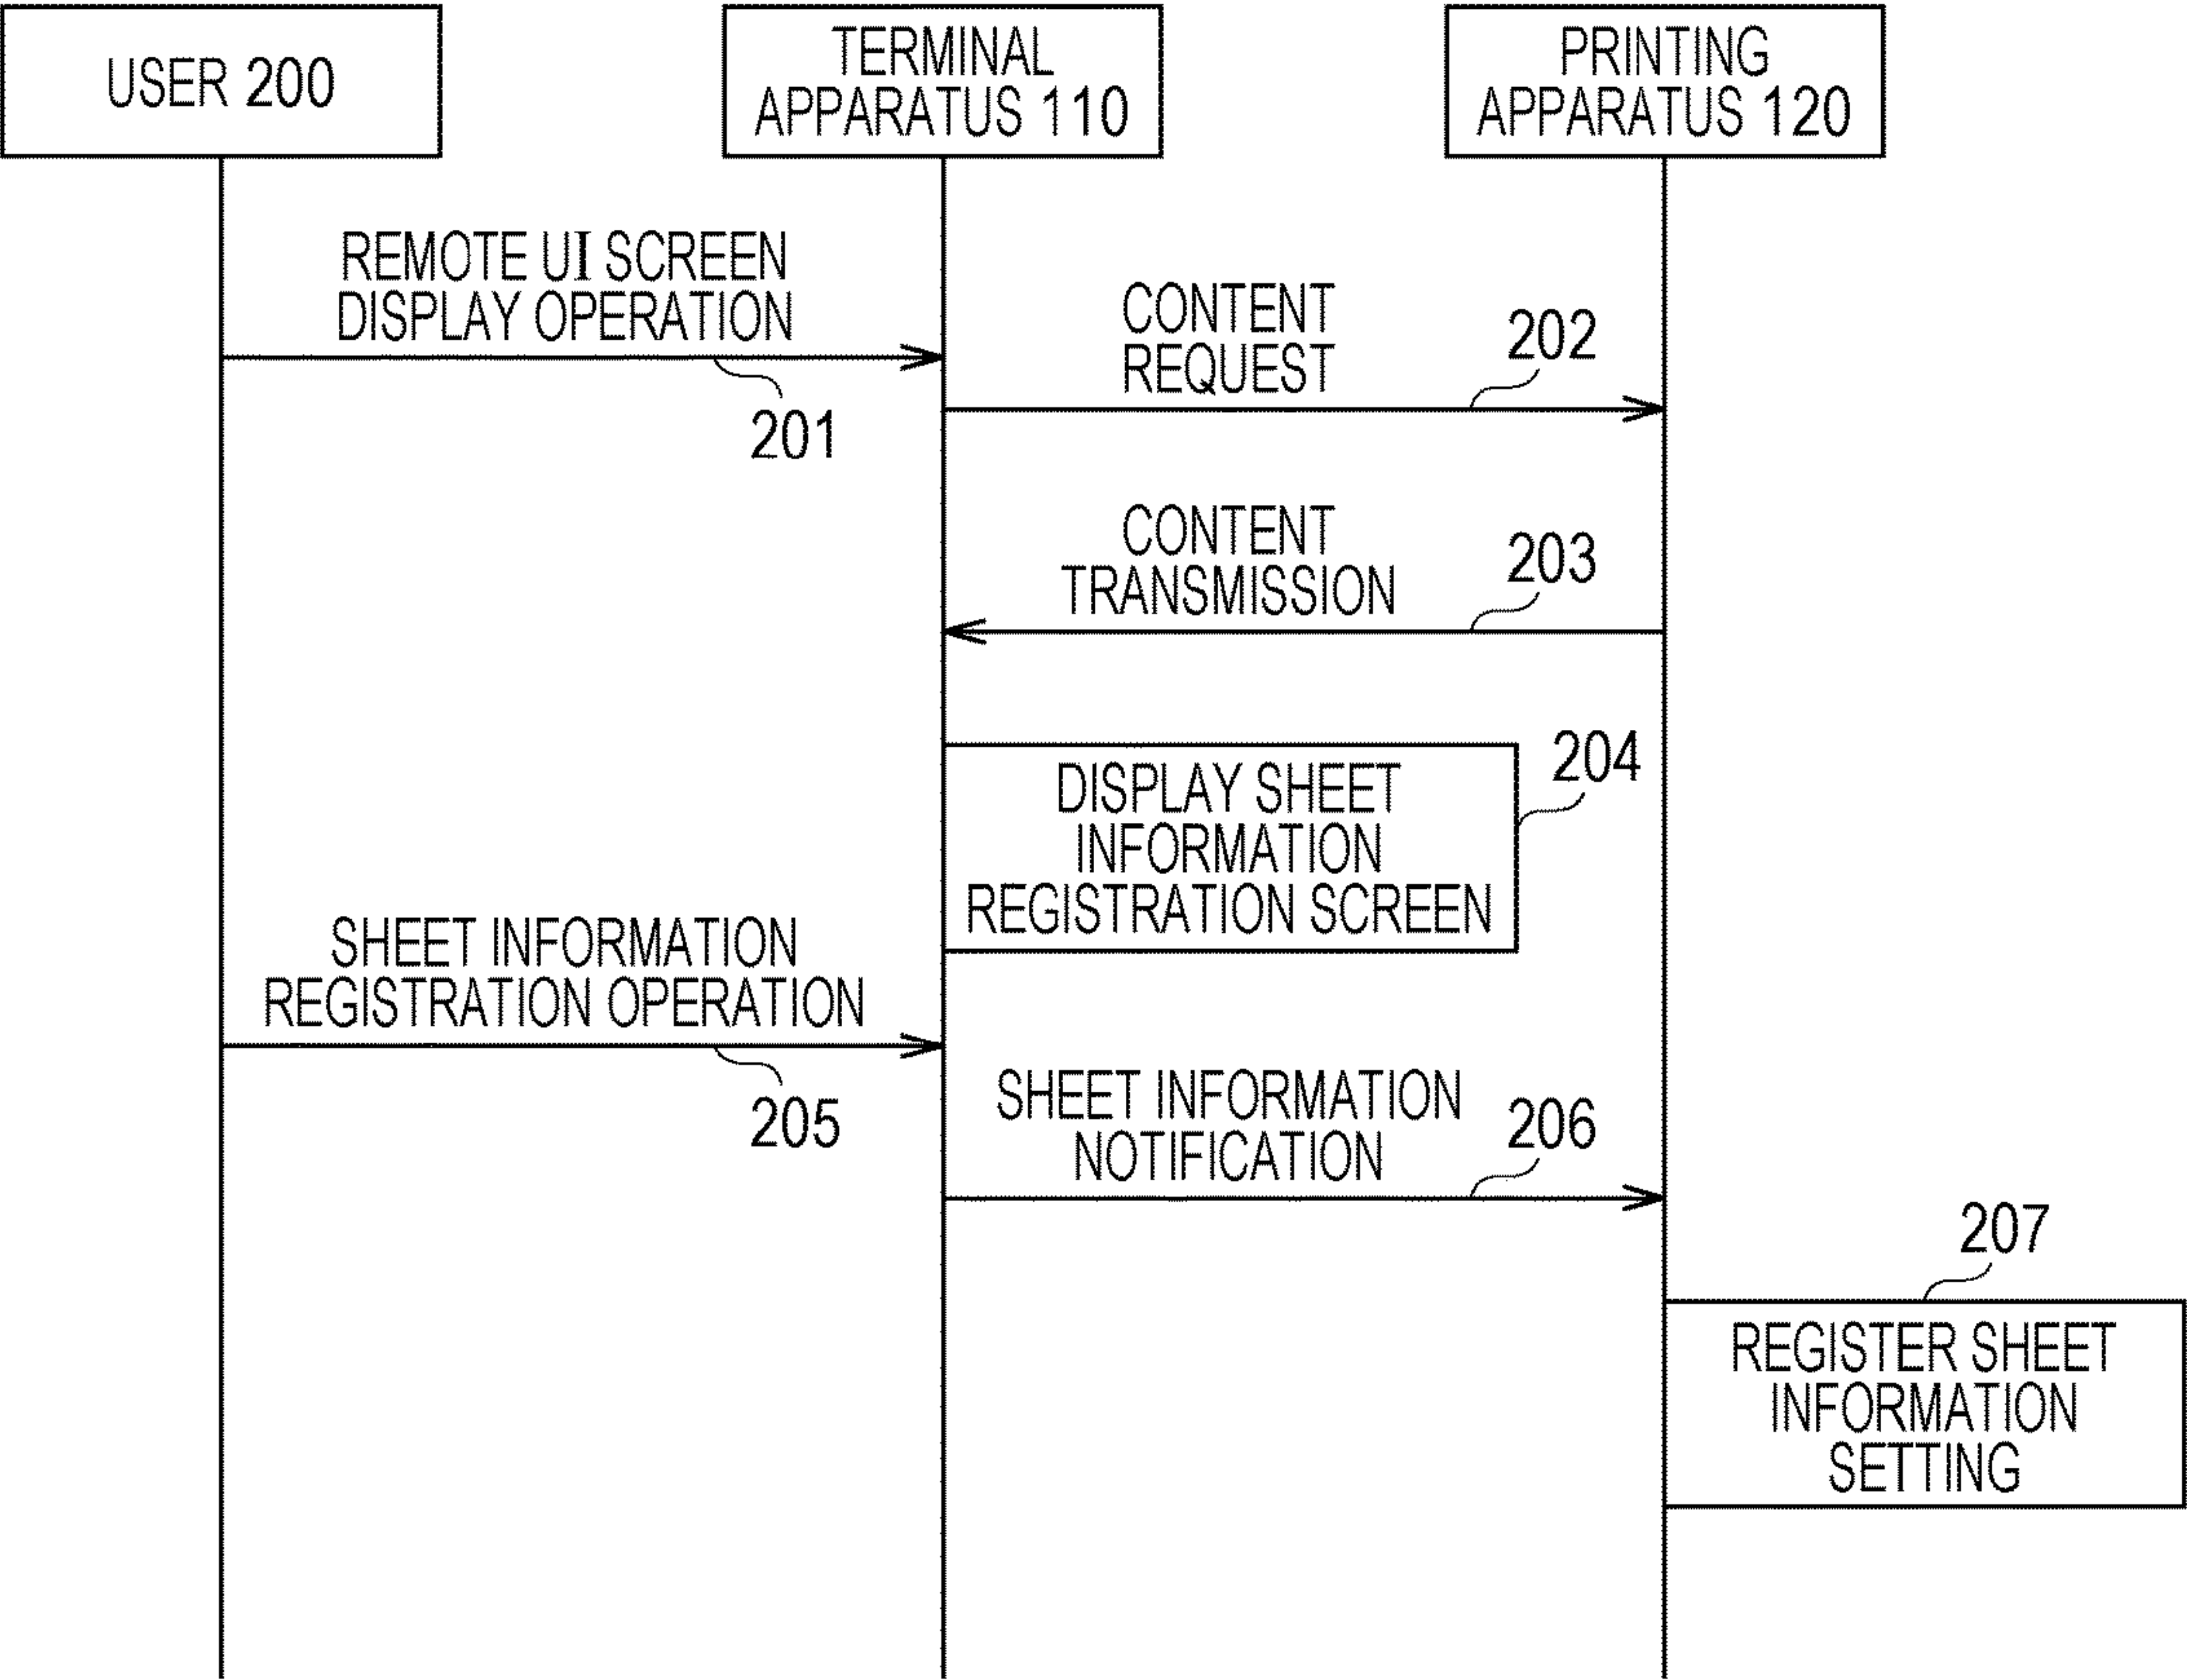 USER 200
TERMINAL
APPARATUS 110
PRINTING
APPARATUS 120
REMOTE UI SCREEN
DISPLAY OPERATION
201
CONTENT
REQUEST
202
CONTENT
TRANSMISSION
203
DISPLAY SHEET
INFORMATION
REGISTRATION SCREEN
204
SHEET INFORMATION
REGISTRATION OPERATION
205
SHEET INFORMATION
NOTIFICATION
206
207
REGISTER SHEET
INFORMATION
SETTING